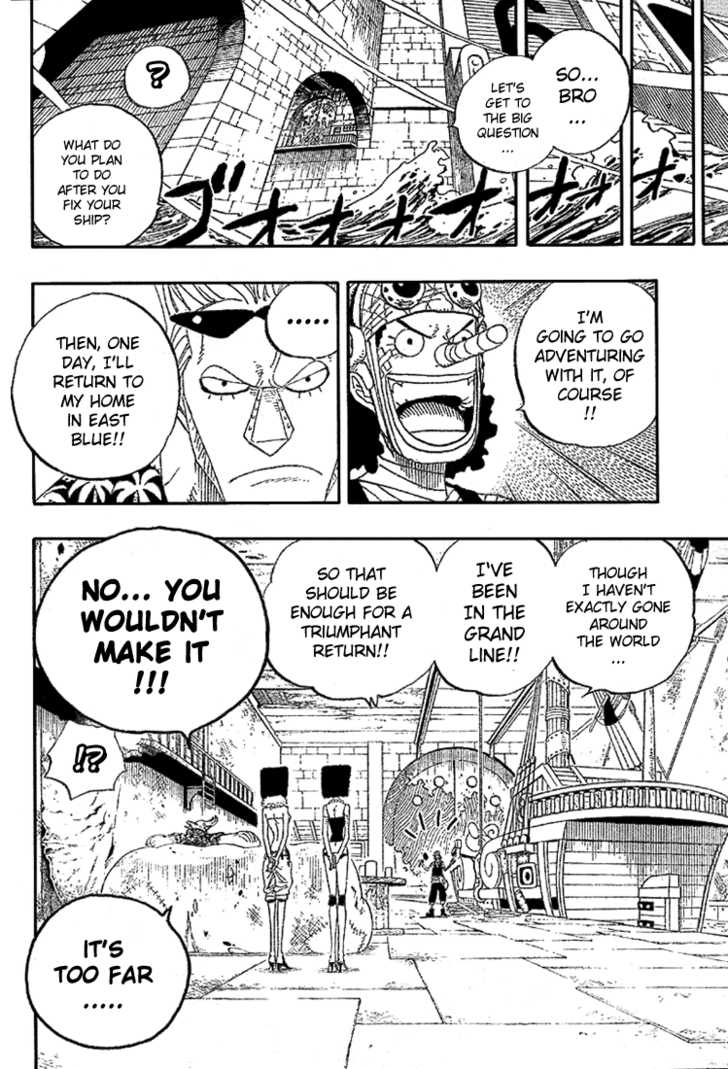 SO...
BRO
...
LET'S
GET TO
THE BIG
QUESTION
...
?
WHAT DO
YOU PLAN
TO DO
AFTER YOU
FIX YOUR
SHIP?
ゴオオオオ
I'M
GOING TO GO
ADVENTURING
WITH IT, OF
COURSE
!!
......
THEN, ONE
DAY, I'LL
RETURN TO
MY HOME
IN EAST
BLUE!!
THOUGH
I HAVEN'T
EXACTLY GONE
AROUND
THE WORLD
...
I'VE
BEEN
IN THE
GRAND
LINE!!
SO THAT
SHOULD BE
ENOUGH FOR A
TRIUMPHANT
RETURN!!
NO... YOU
WOULDN'T
MAKE IT
!!!
!?
IT'S
TOO FAR
.....